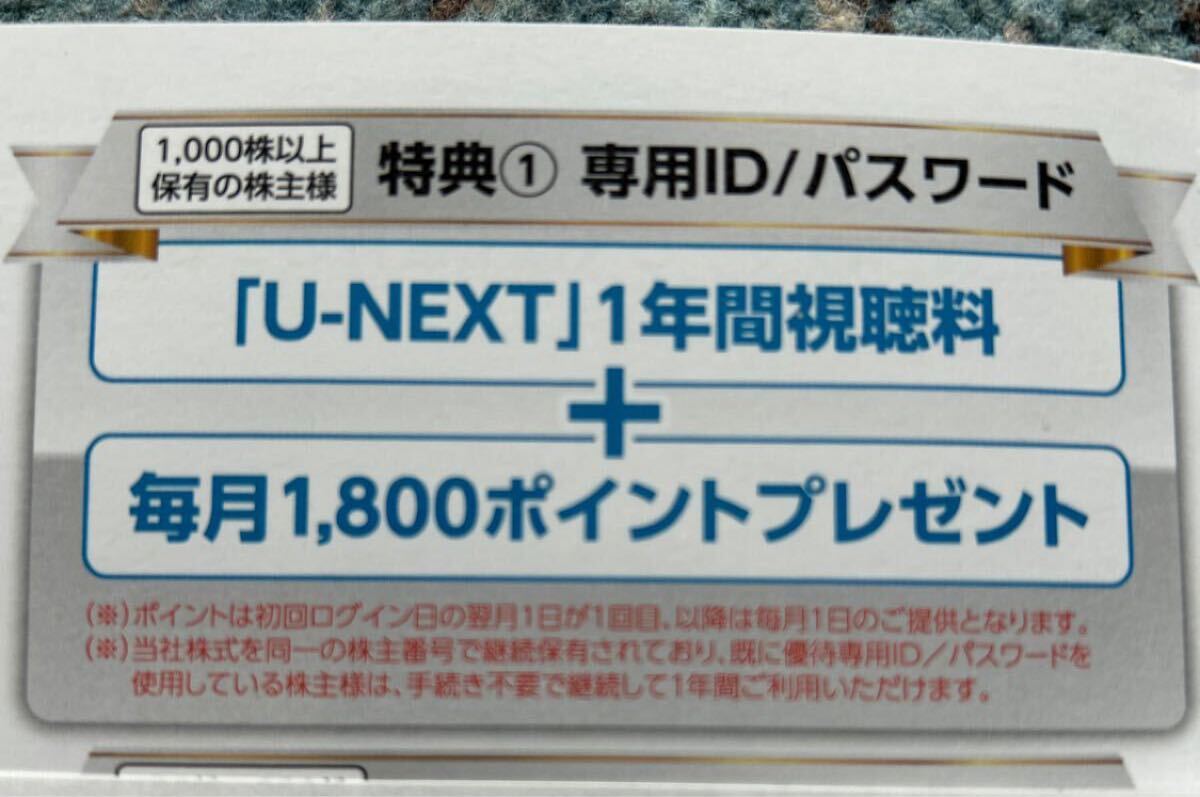 1,000株以上
保有の株主様
特典① 専用ID/パスワード
「U-NEXT」1年間視聴料
+
毎月1,800ポイントプレゼント
(※)ポイントは初回ログイン日の翌月1日が1回目、以降は毎月1日のご提供となります。
(※)当社株式を同一の株主番号で継続保有されており、既に優待専用ID/パスワードを
使用している株主様は、手続き不要で継続して1年間ご利用いただけます。